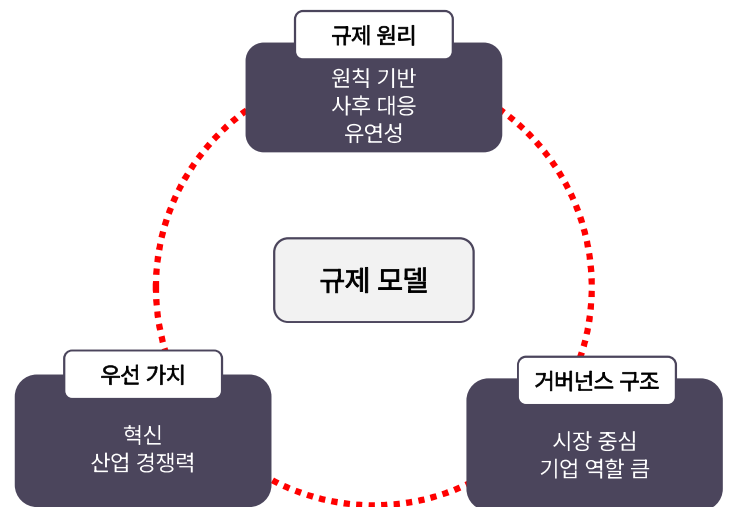 규제 원리
원칙 기반
사후 대응
유연성
규제 모델
우선 가치
혁신
산업 경쟁력
거버넌스 구조
시장 중심
기업 역할 큼